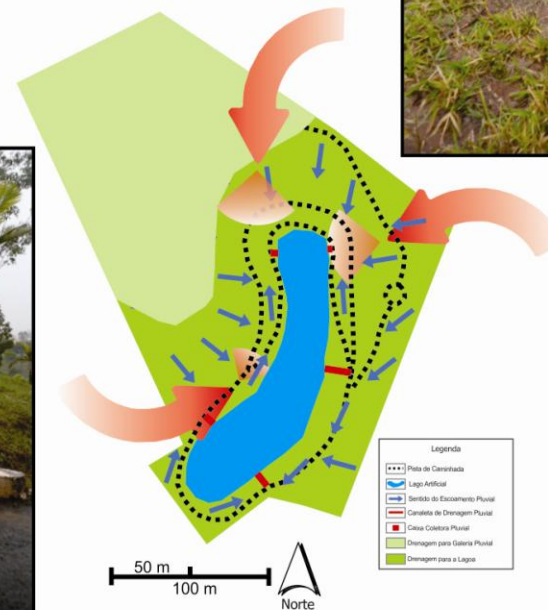 Legenda
Pista de Caminhada
Lago Artificial
Sentido do Escoamento Pluvial
Canaleta de Drenagem Pluvial
Caixa Coletora Pluvial
Drenagem para Galeria Pluvial
Drenagem para a Lagoa
50 m
100 m
Norte